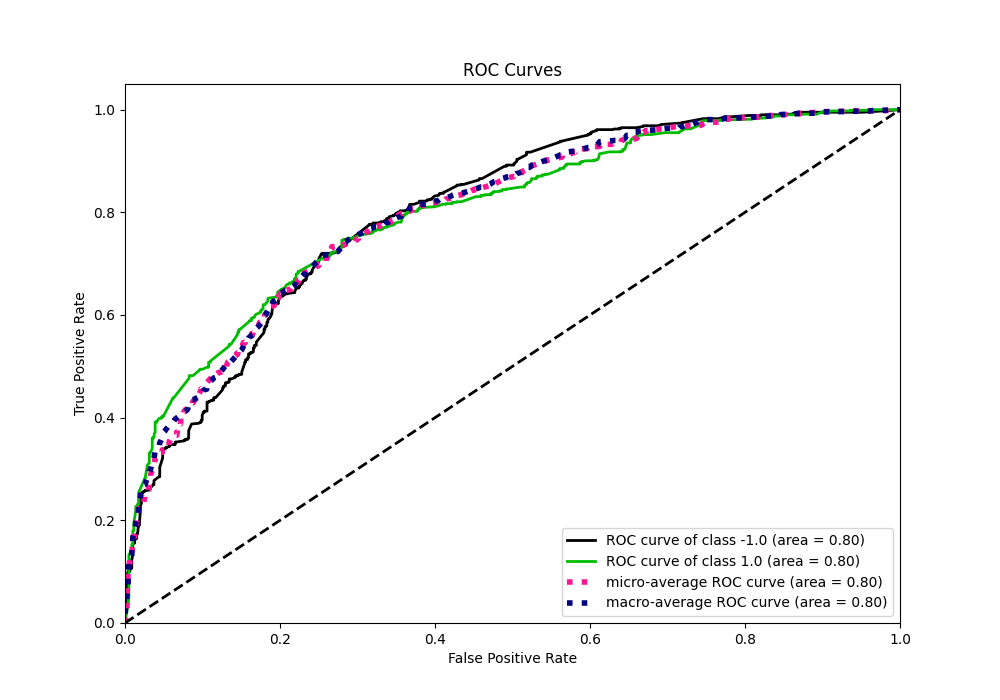 ROC Curves
True Positive Rate
1.0
0.8
0.6
0.4
0.2
0.0
0.0 0.2 0.4 0.6 0.8 1.0
False Positive Rate
ROC curve of class -1.0 (area = 0.80)
ROC curve of class 1.0 (area = 0.80)
micro-average ROC curve (area = 0.80)
macro-average ROC curve (area = 0.80)